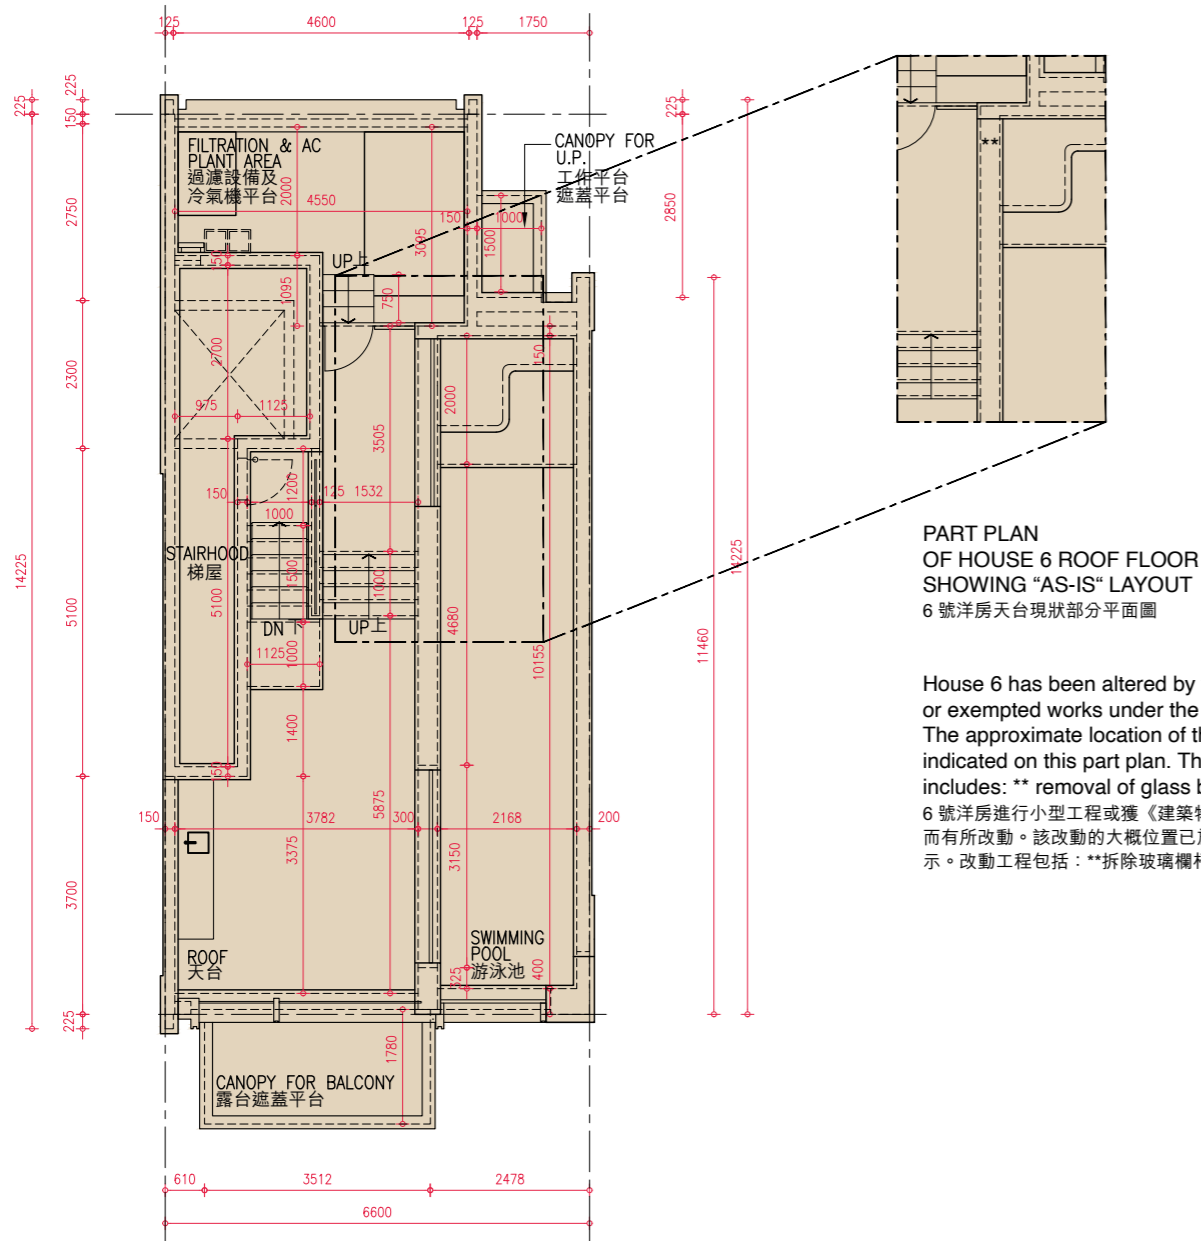 125
4600
125
1750
225
225
150
225
FILTRATION & AC
PLANT AREA
過濾設備及
冷氣機平台
2000
4550
CANOPY FOR
U.P.
工作平台
遮蓋平台
150
1000
1500
3095
2850
2750
**
UP上
150
1095
750
2700
975
1125
2300
150
2000
3505
150
1200
125
1532
1000
14225
STAIRHOOD
梯屋
1500
1000
5100
5100
DN下
UP上
4680
14225
11460
10155
1125
1000
1400
150
150
3782
300
5875
2168
200
3375
3150
3700
ROOF
天台
SWIMMING
POOL
游泳池
325
400
225
1780
CANOPY FOR BALCONY
露台遮蓋平台
610
3512
2478
6600
PART PLAN
OF HOUSE 6 ROOF FLOOR
SHOWING “AS-IS“ LAYOUT
6 號洋房天台現狀部分平面圖
House 6 has been altered by
or exempted works under the
The approximate location of
indicated on this part plan.
includes: ** removal of glass
6 號洋房進行小型工程或獲《建築
而有所改動。該改動的大概位置已
示。改動工程包括：**拆除玻璃欄